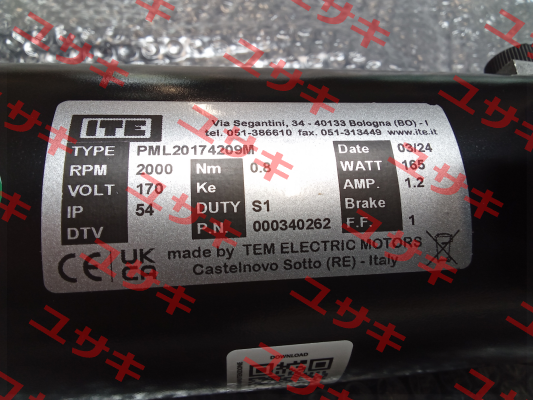 ITE
Via Segantini, 34 - 40133 Bologna (BO) - I
tel. 051-386610 fax. 051-313449 www.ite.it
TYPE PML20174209M Date 03/24
RPM 2000 Nm 0.8 WATT 165
VOLT 170 Ke AMP. 1.2
IP 54 DUTY S1 Brake
DTV P.N. 000340262 F.F. 1
CE UK CA made by TEM ELECTRIC MOTORS
Castelnovo Sotto (RE) - Italy
DOWNLOAD
ユサキ